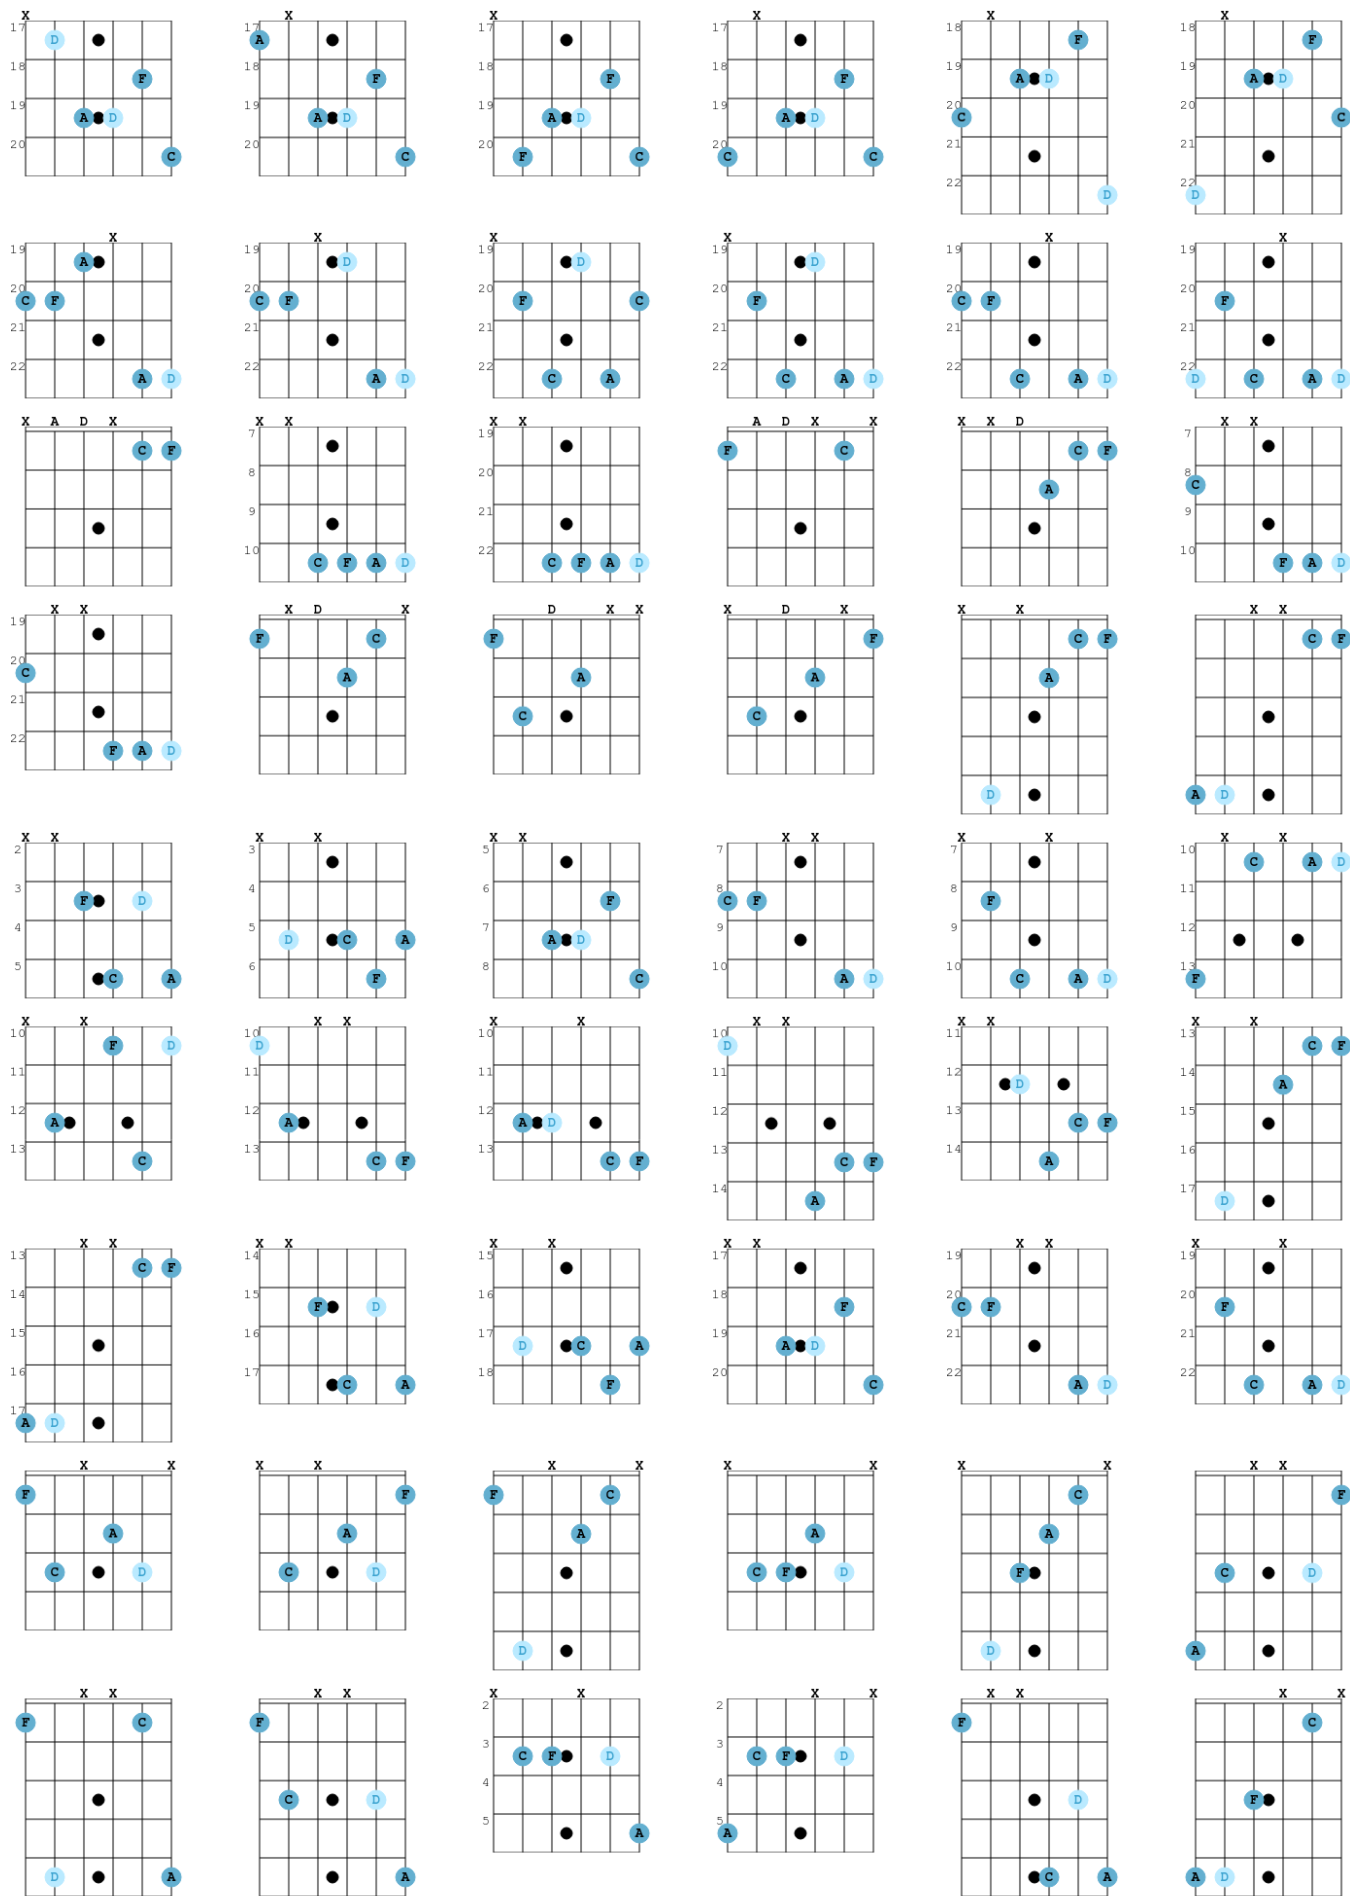 X X X X X X
17 17 17 17 18 18
D A F F
18 18 18 18 19 19
F F F F A D A D
19 19 19 19 20 20
A D A D A D A D C C
20 20 20 20 21 21
C C F C C C
22 22
D D
X X X X X X
19 19 19 19 19 19
A D D D
20 20 20 20 20 20
C F C F F C F C F F
21 21 21 21 21 21
22 22 22 22 22 22
A D A D C A C A D C A D D C A D
X A D X X X X X A D X X X X D X X
7 19 7
C F F C C F
8 20 8
A C
9 21 9
10 22 10
C F A D C F A D F A D
X X X D X D X X X D X X X X X
19
F C F F C F C F
20
C A A A A
21
C C
22
F A D
D A D
X X X X X X X X X X X X
2 3 5 7 7 10
C A D
3 4 6 8 8 11
F D F C F F
4 5 7 9 9 12
D C A A D
5 6 8 10 10 13
C A F C A D C A D F
X X X X X X X X X X X X
10 10 10 10 11 13
F D D D C F
11 11 11 11 12 14
D A
12 12 12 12 13 15
A A A D C F
13 13 13 13 14 16
C C F C F C F A
14 17
A D
X X X X X X X X X X X X
13 14 15 17 19 19
C F
14 15 16 18 20 20
F D F C F F
15 16 17 19 21 21
D C A A D
16 17 18 20 22 22
C A F C A D C A D
17
A D
X X X X X X X X X X X X
F F F C C F
A A A A A
C D C D C F D F C D
D D A
X X X X X X X X X X X X
2 2
F C F F C
3 3
C F D C F D
C D D F
4 4
5 5
A A
D A A C A A D